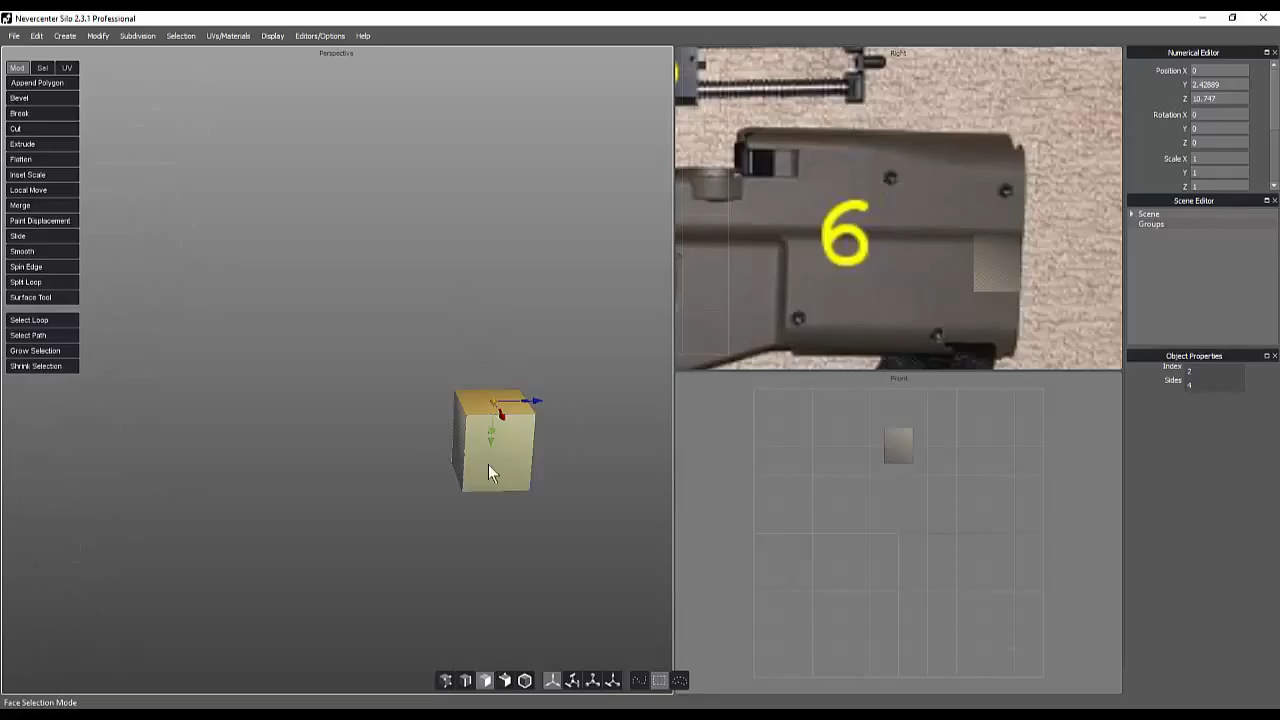 Nevercenter Silo 2.3.1 Professional
File Edit Create Modify Subdivision Selection UVs/Materials Display Editors/Options Help
Perspective
Right
Numerical Editor
Mod Sel UV
Append Polygon
Bevel
Break
Cut
Extrude
Flatten
Inset Scale
Local Move
Merge
Paint Displacement
Slide
Smooth
Spin Edge
Split Loop
Surface Tool
Select Loop
Select Path
Grow Selection
Shrink Selection
6
Position X 0
Y 2.42889
Z 10.747
Rotation X 0
Y 0
Z 0
Scale X 1
Y 1
Z 1
Scene Editor
Scene
Groups
Object Properties
Index 2
Sides 4
Front
Face Selection Mode